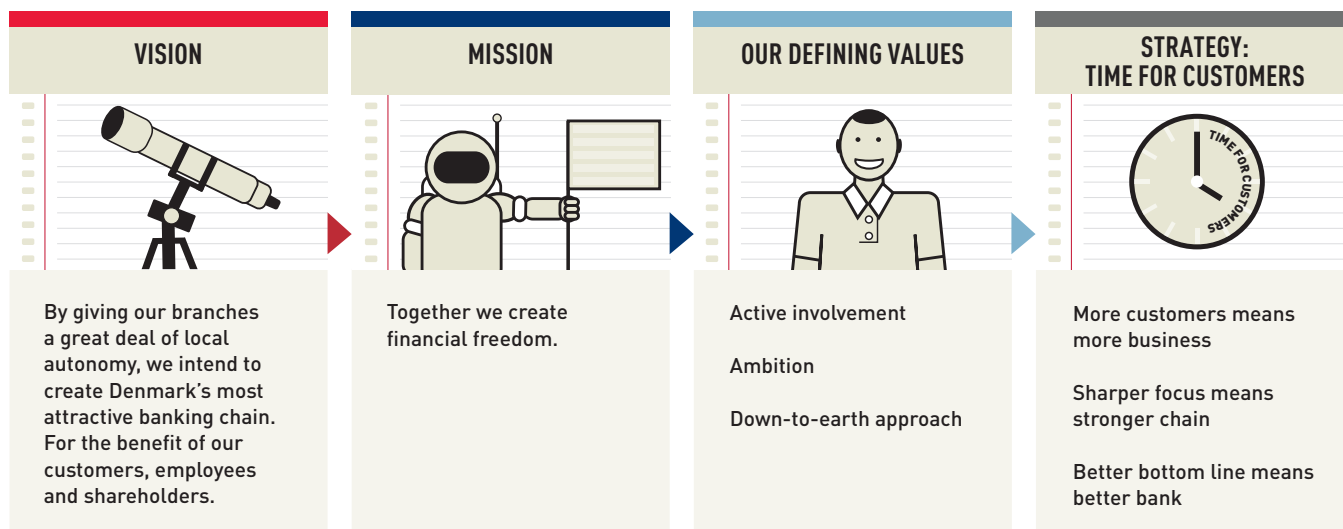 VISION
By giving our branches
a great deal of local
autonomy, we intend to
create Denmark's most
attractive banking chain.
For the benefit of our
customers, employees
and shareholders.
MISSION
Together we create
financial freedom.
OUR DEFINING VALUES
Active involvement
Ambition
Down-to-earth approach
STRATEGY:
TIME FOR CUSTOMERS
TIME FOR CUSTOMERS
More customers means
more business
Sharper focus means
stronger chain
Better bottom line means
better bank